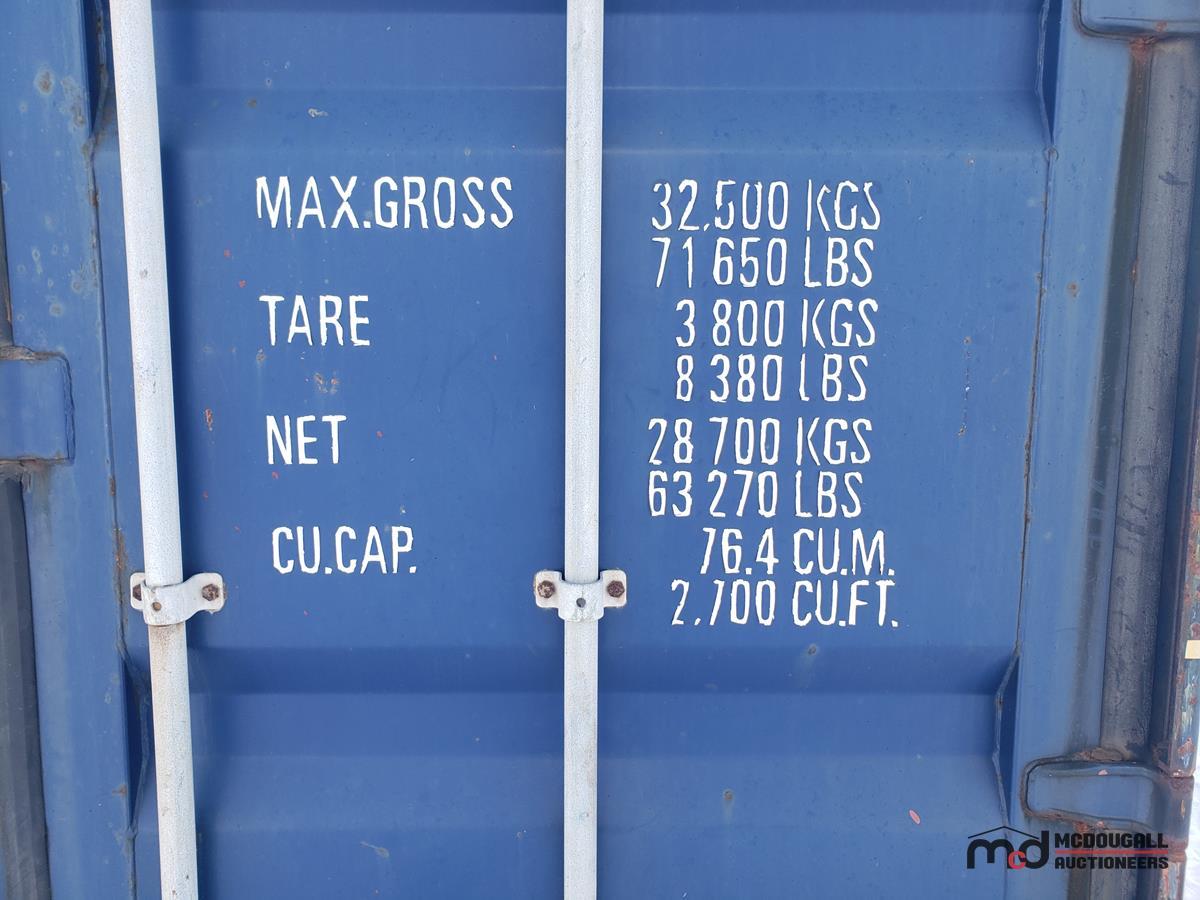 MAX.GROSS 32.500 KGS
71 650 LBS
TARE 3 800 KGS
8 380 LBS
NET 28 700 KGS
63 270 LBS
CU.CAP. 76.4 CU.M.
2.700 CU.FT.
mcd MCDOUGALL
AUCTIONEERS